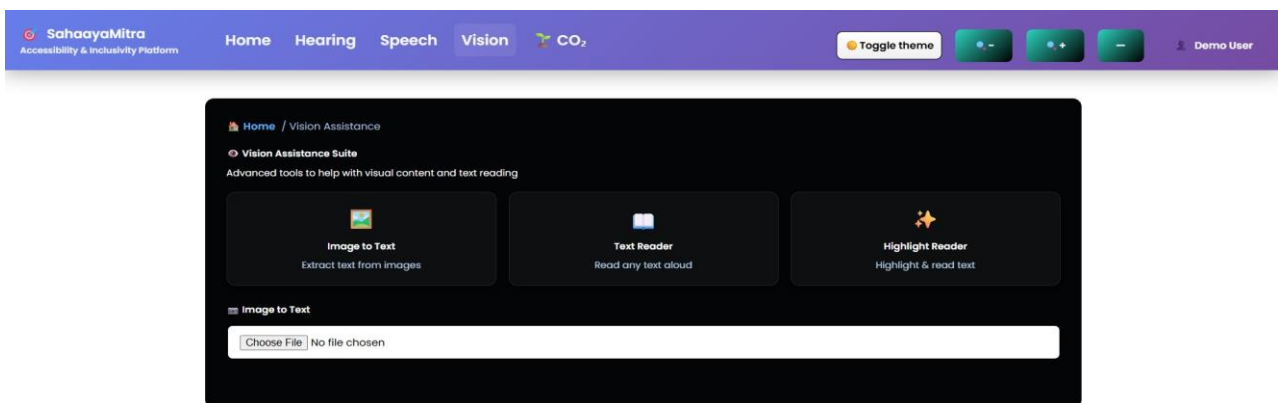 SahaayaMitra
Accessibility & Inclusivity Platform
Home Hearing Speech Vision CO₂
Toggle theme - + − Demo User
Home / Vision Assistance
Vision Assistance Suite
Advanced tools to help with visual content and text reading
Image to Text
Extract text from images
Text Reader
Read any text aloud
Highlight Reader
Highlight & read text
Image to Text
Choose File No file chosen